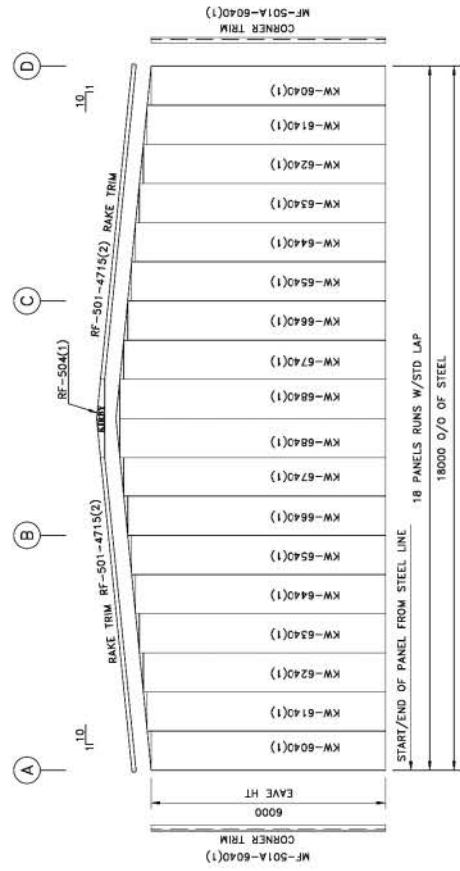 A
B
C
D
10
1
10
1
RF-504(1)
RAKE TRIM RF-501-4715(2)
RF-501-4715(2) RAKE TRIM
KIRBY
MF-501A-6040(1)
CORNER TRIM
6000
EAVE HT
KW-6040(1)
KW-6140(1)
KW-6240(1)
KW-6340(1)
KW-6440(1)
KW-6540(1)
KW-6640(1)
KW-6740(1)
KW-6840(1)
KW-6840(1)
KW-6740(1)
KW-6640(1)
KW-6540(1)
KW-6440(1)
KW-6340(1)
KW-6240(1)
KW-6140(1)
KW-6040(1)
CORNER TRIM
MF-501A-6040(1)
START/END OF PANEL FROM STEEL LINE
18 PANELS RUNS W/STD LAP
18000 O/O OF STEEL